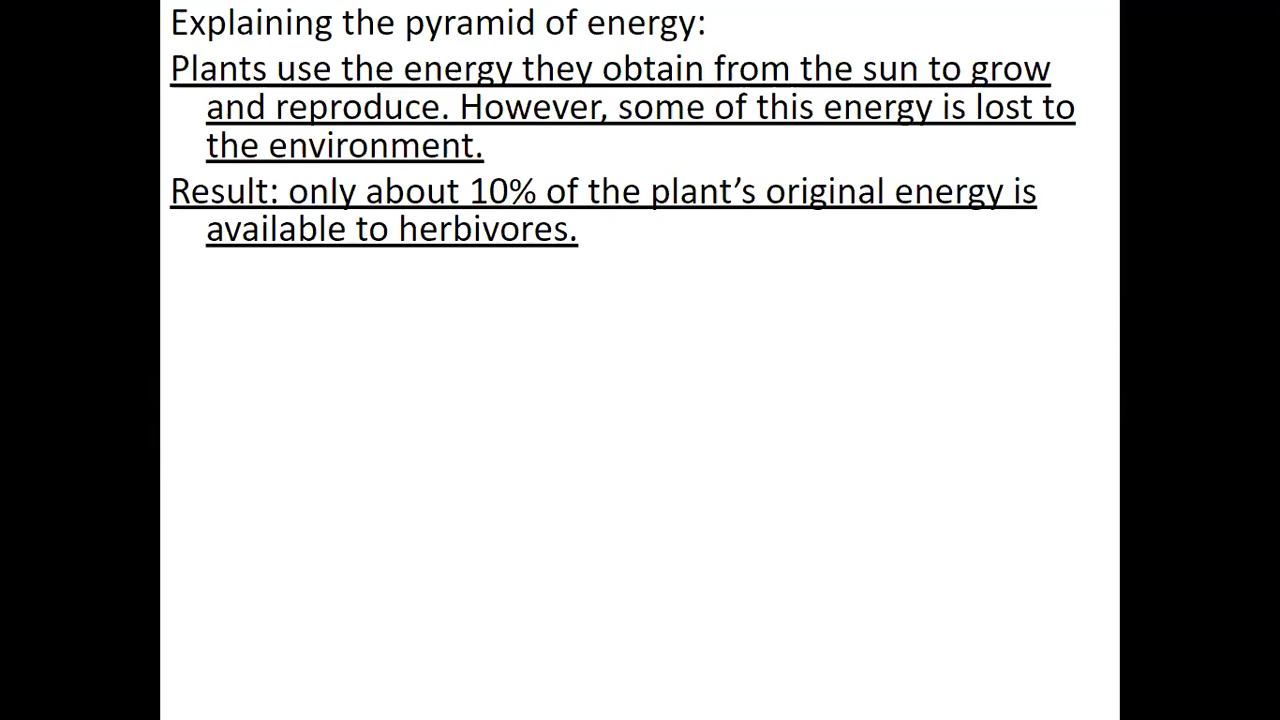 Explaining the pyramid of energy:
Plants use the energy they obtain from the sun to grow
and reproduce. However, some of this energy is lost to
the environment.
Result: only about 10% of the plant’s original energy is
available to herbivores.